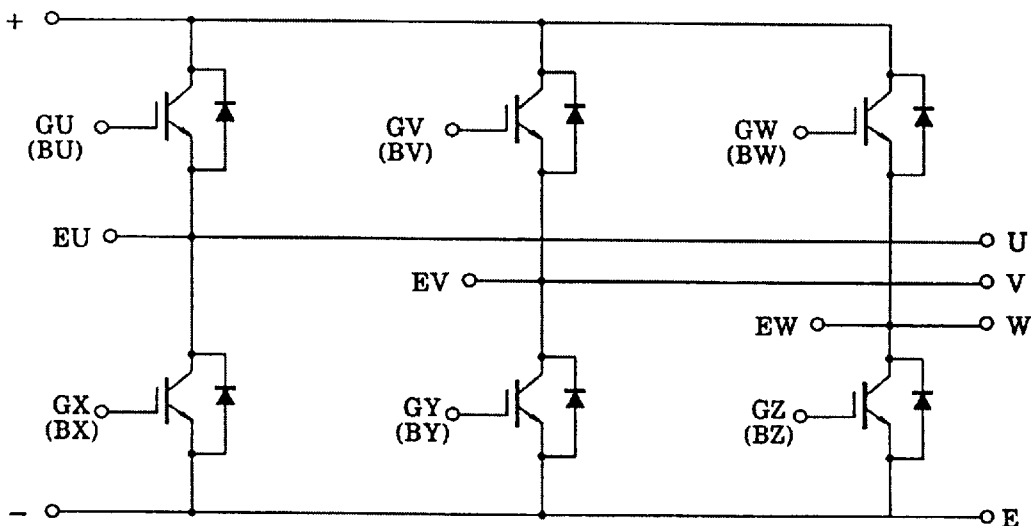 +
GU
(BU)
GV
(BV)
GW
(BW)
EU
U
EV
V
EW
W
GX
(BX)
GY
(BY)
GZ
(BZ)
−
E